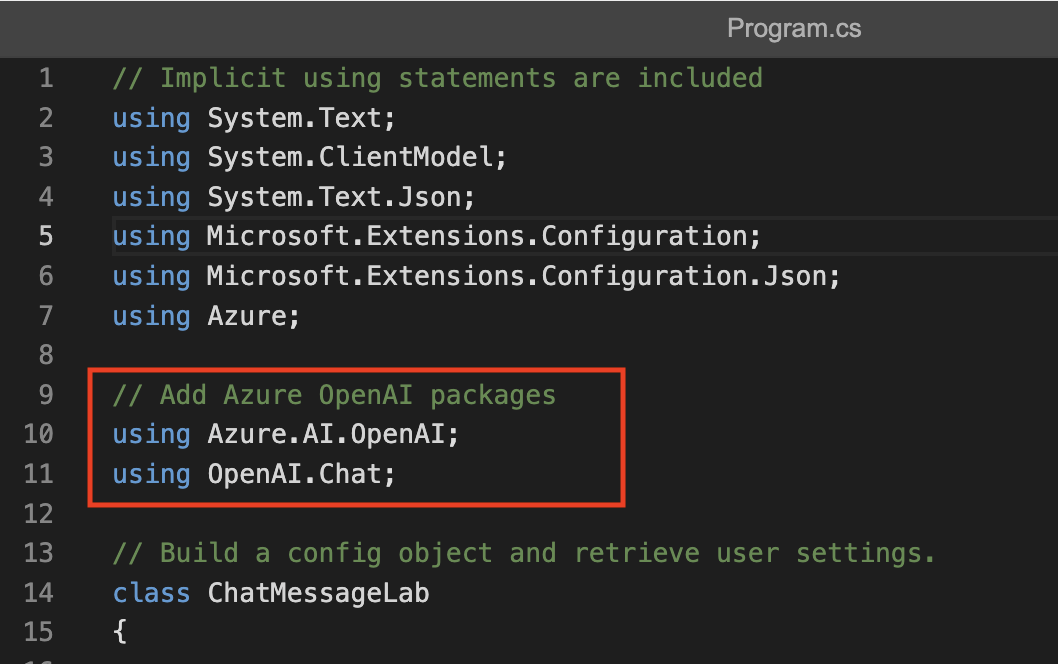 Program.cs
1 // Implicit using statements are included
2 using System.Text;
3 using System.ClientModel;
4 using System.Text.Json;
5 using Microsoft.Extensions.Configuration;
6 using Microsoft.Extensions.Configuration.Json;
7 using Azure;
8
9 // Add Azure OpenAI packages
10 using Azure.AI.OpenAI;
11 using OpenAI.Chat;
12
13 // Build a config object and retrieve user settings.
14 class ChatMessageLab
15 {